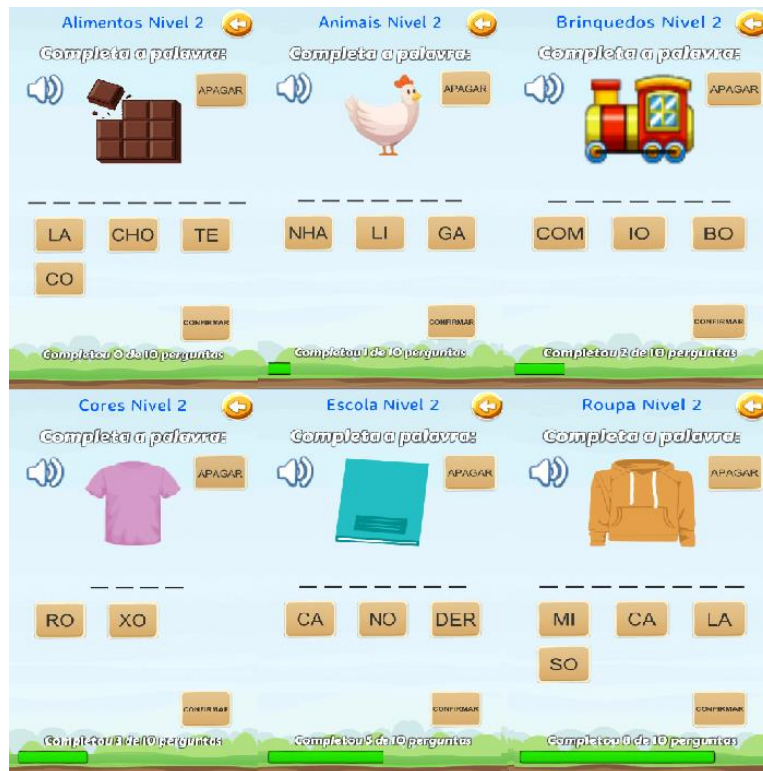 Alimentos Nivel 2
Completa a palavra:
APAGAR
LA CHO TE
CO
CONFIRMAR
Completou 0 de 10 perguntas
Animais Nivel 2
Completa a palavra:
APAGAR
NHA LI GA
CONFIRMAR
Completou 1 de 10 perguntas
Brinquedos Nivel 2
Completa a palavra:
APAGAR
COM IO BO
CONFIRMAR
Completou 2 de 10 perguntas
Cores Nivel 2
Completa a palavra:
APAGAR
RO XO
CONFIRMAR
Completou 3 de 10 perguntas
Escola Nivel 2
Completa a palavra:
APAGAR
CA NO DER
CONFIRMAR
Completou 5 de 10 perguntas
Roupa Nivel 2
Completa a palavra:
APAGAR
MI CA LA
SO
CONFIRMAR
Completou de 10 perguntas